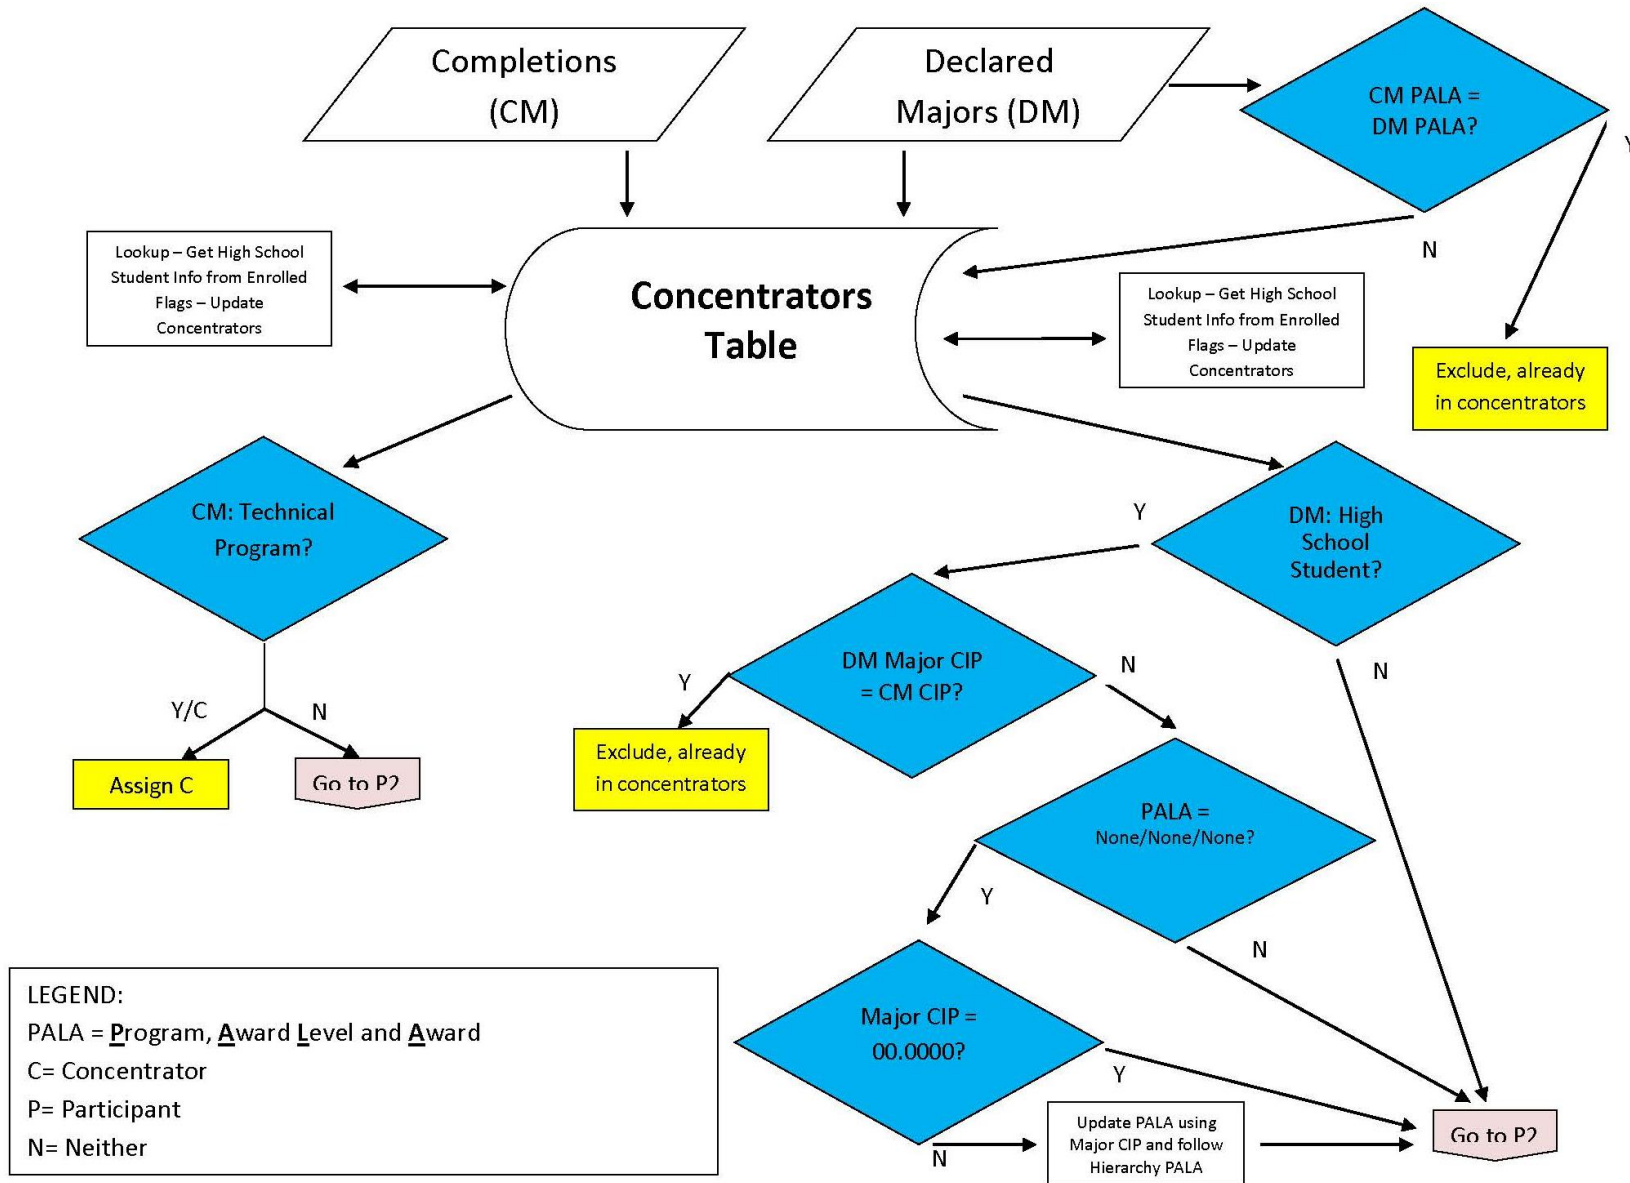 Completions
(CM)
Declared
Majors (DM)
CM PALA =
DM PALA?
Y
N
Lookup – Get High School
Student Info from Enrolled
Flags – Update
Concentrators
Concentrators
Table
Lookup – Get High School
Student Info from Enrolled
Flags – Update
Concentrators
Exclude, already
in concentrators
CM: Technical
Program?
Y
DM: High
School
Student?
DM Major CIP
= CM CIP?
Y
N
N
Y/C
N
Assign C
Go to P2
Exclude, already
in concentrators
PALA =
None/None/None?
Y
N
LEGEND:
PALA = Program, Award Level and Award
C= Concentrator
P= Participant
N= Neither
Major CIP =
00.0000?
Y
N
Update PALA using
Major CIP and follow
Hierarchy PALA
Go to P2